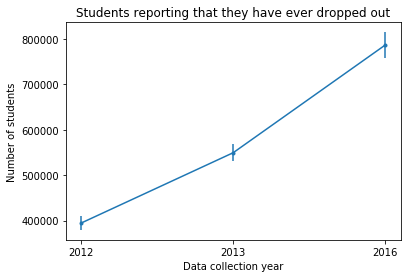 Students reporting that they have ever dropped out
800000
700000
600000
500000
400000
Number of students
2012
2013
2016
Data collection year